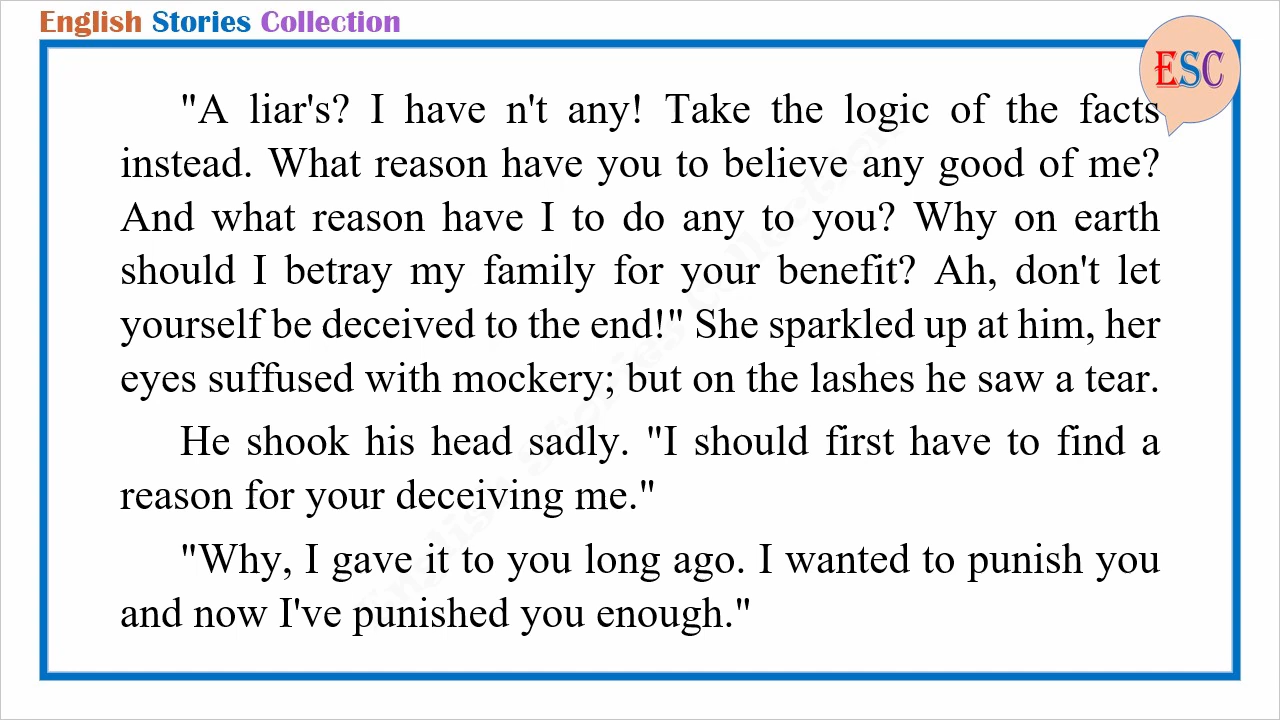 English Stories Collection
ESC
"A liar's? I have n't any! Take the logic of the facts
instead. What reason have you to believe any good of me?
And what reason have I to do any to you? Why on earth
should I betray my family for your benefit? Ah, don't let
yourself be deceived to the end!" She sparkled up at him, her
eyes suffused with mockery; but on the lashes he saw a tear.
He shook his head sadly. "I should first have to find a
reason for your deceiving me."
"Why, I gave it to you long ago. I wanted to punish you
and now I've punished you enough."
English Stories Collection